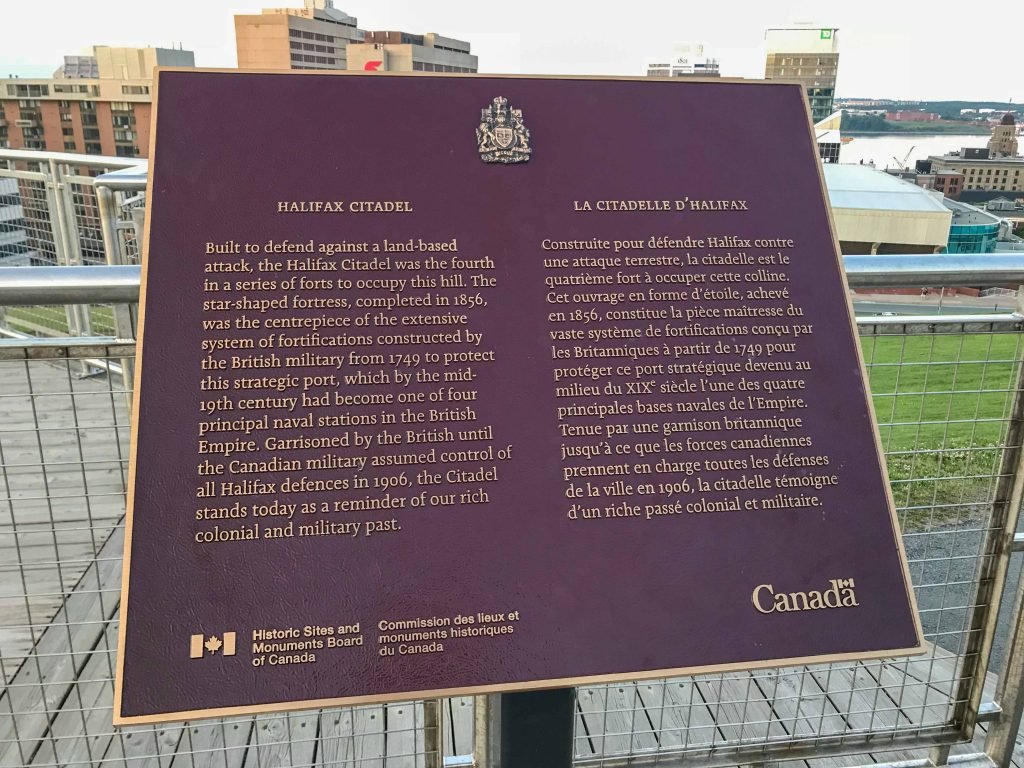 HALIFAX CITADEL
Built to defend against a land-based
attack, the Halifax Citadel was the fourth
in a series of forts to occupy this hill. The
star-shaped fortress, completed in 1856,
was the centrepiece of the extensive
system of fortifications constructed by
the British military from 1749 to protect
this strategic port, which by the mid-
19th century had become one of four
principal naval stations in the British
Empire. Garrisoned by the British until
the Canadian military assumed control of
all Halifax defences in 1906, the Citadel
stands today as a reminder of our rich
colonial and military past.
LA CITADELLE D'HALIFAX
Construite pour défendre Halifax contre
une attaque terrestre, la citadelle est le
quatrième fort à occuper cette colline.
Cet ouvrage en forme d'étoile, achevé
en 1856, constitue la pièce maîtresse du
vaste système de fortifications conçu par
les Britanniques à partir de 1749 pour
protéger ce port stratégique devenu au
milieu du XIXe siècle l'une des quatre
principales bases navales de l'Empire.
Tenue par une garnison britannique
jusqu'à ce que les forces canadiennes
prennent en charge toutes les défenses
de la ville en 1906, la citadelle témoigne
d'un riche passé colonial et militaire.
Historic Sites and
Monuments Board
of Canada
Commission des lieux et
monuments historiques
du Canada
Canada